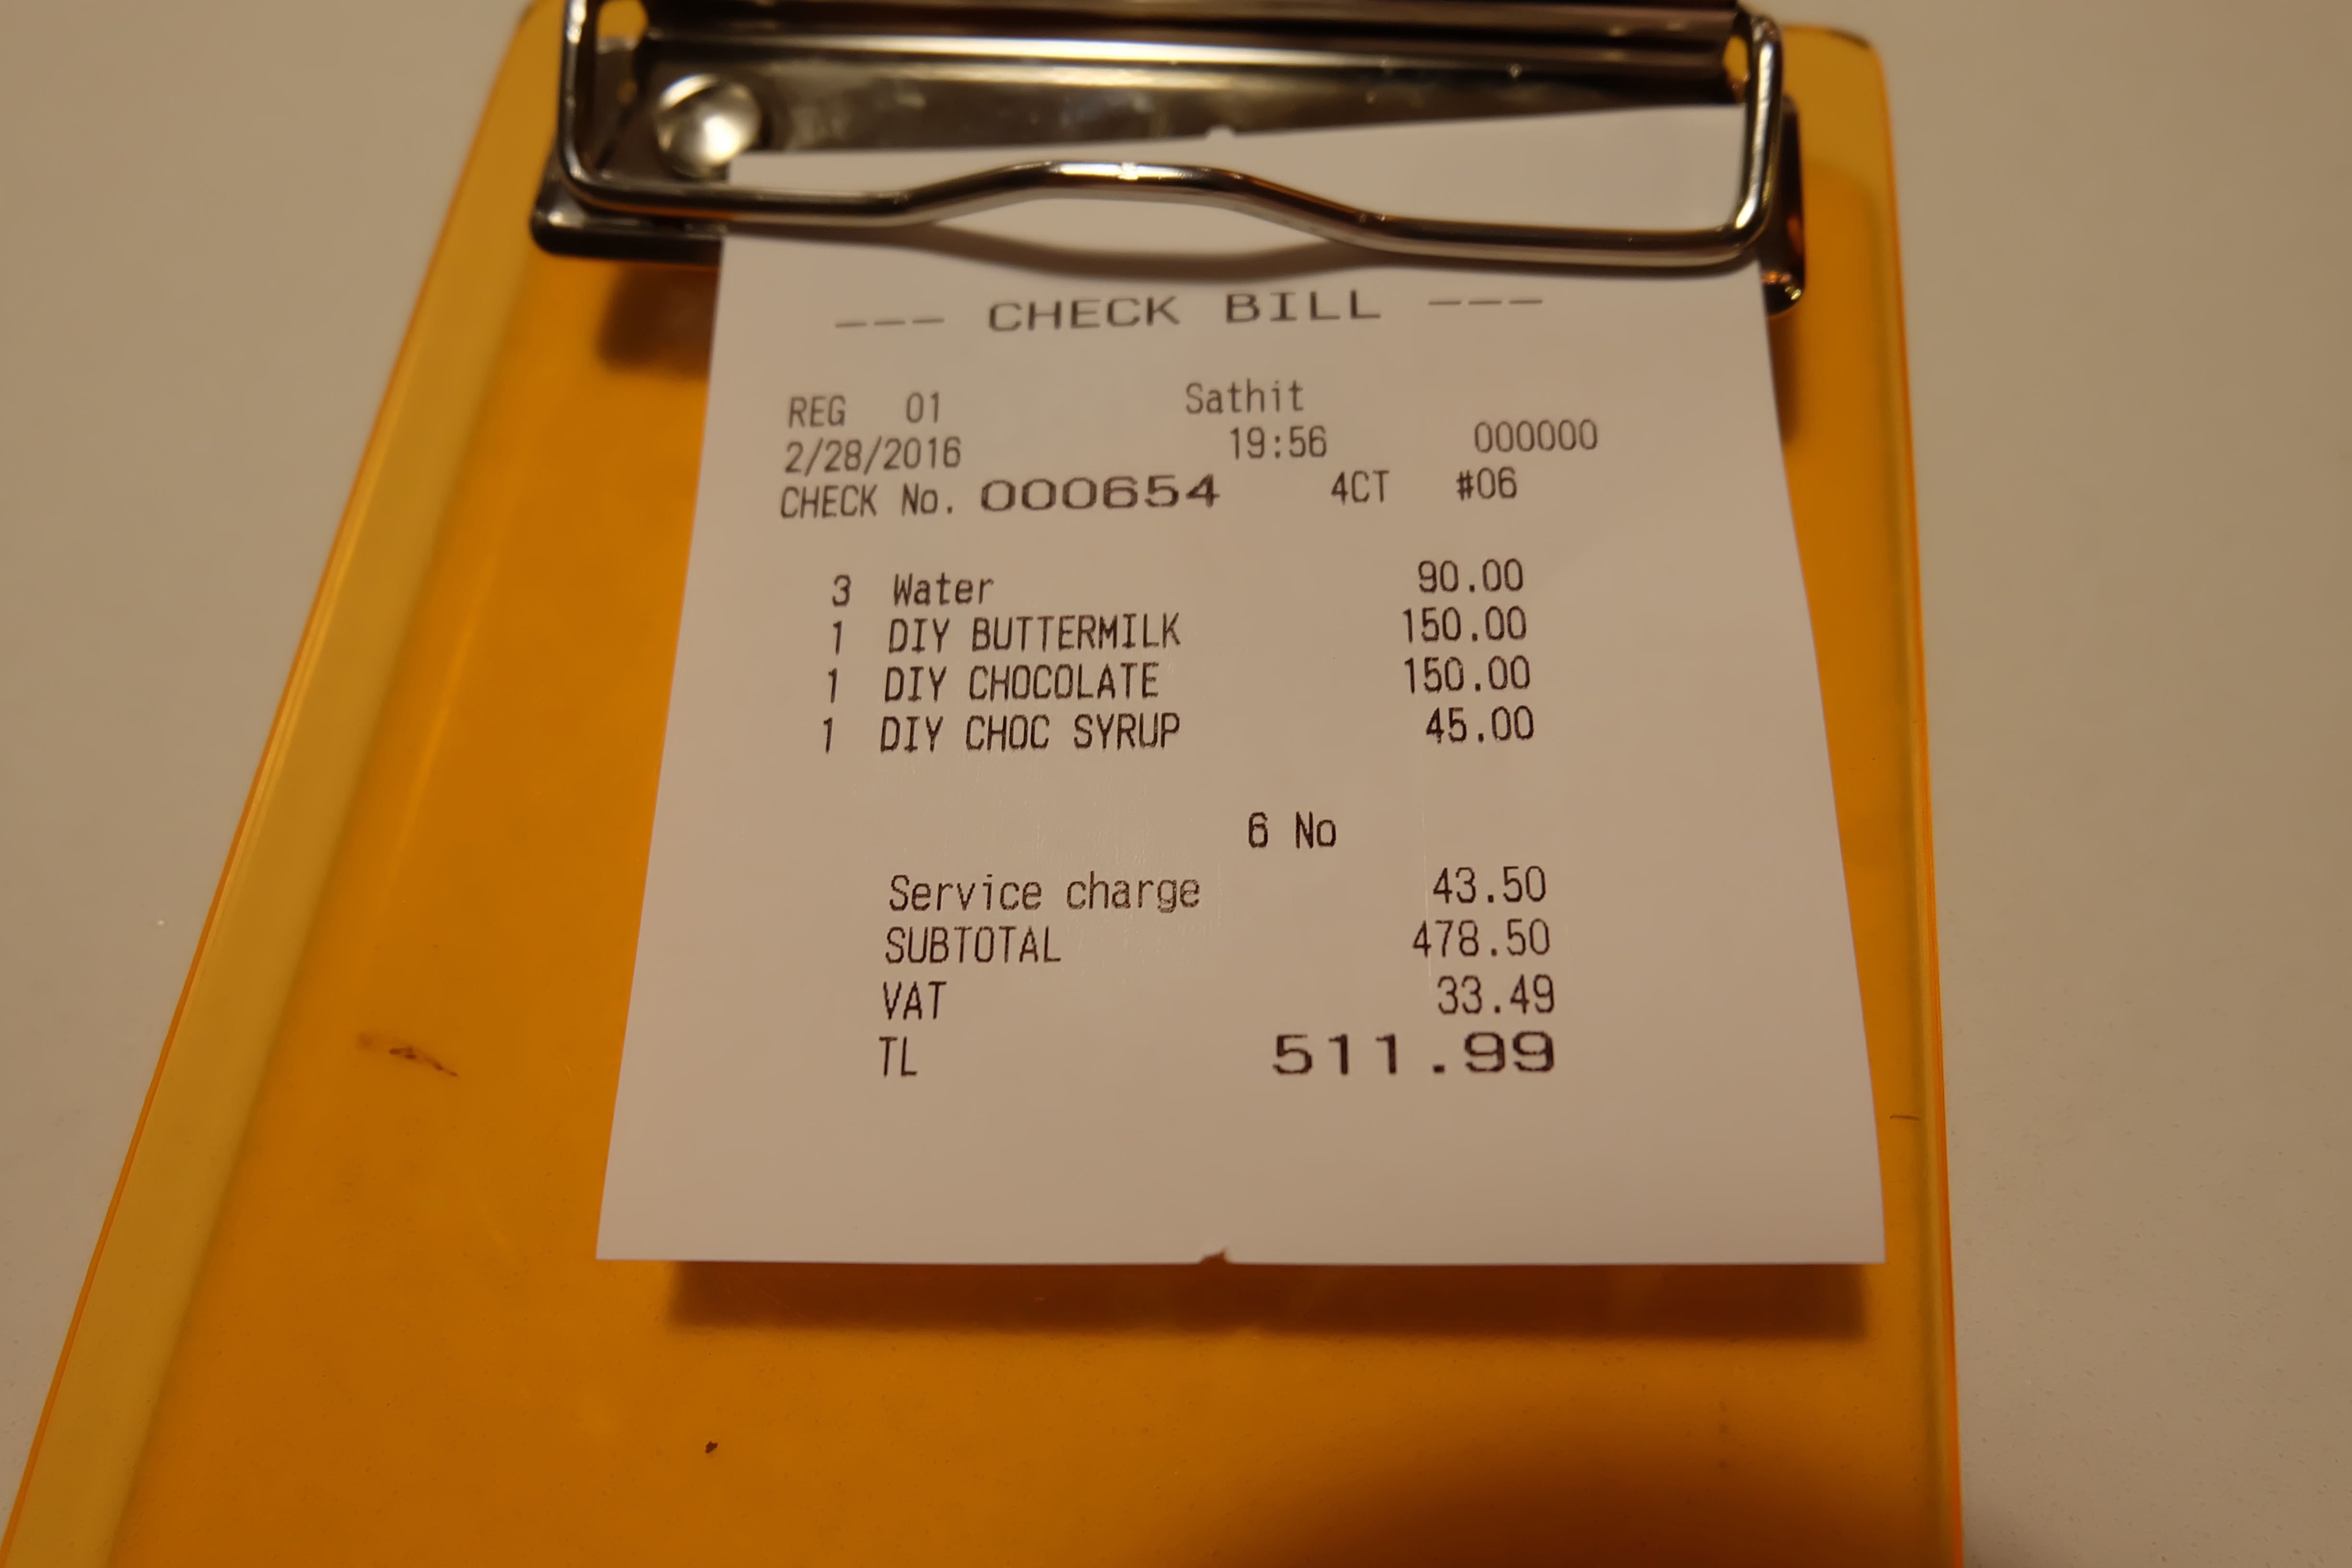 --- CHECK BILL ---
REG 01 Sathit
2/28/2016 19:56 000000
CHECK No. 000654 4CT #06
3 Water 90.00
1 DIY BUTTERMILK 150.00
1 DIY CHOCOLATE 150.00
1 DIY CHOC SYRUP 45.00
6 No
Service charge 43.50
SUBTOTAL 478.50
VAT 33.49
TL 511.99